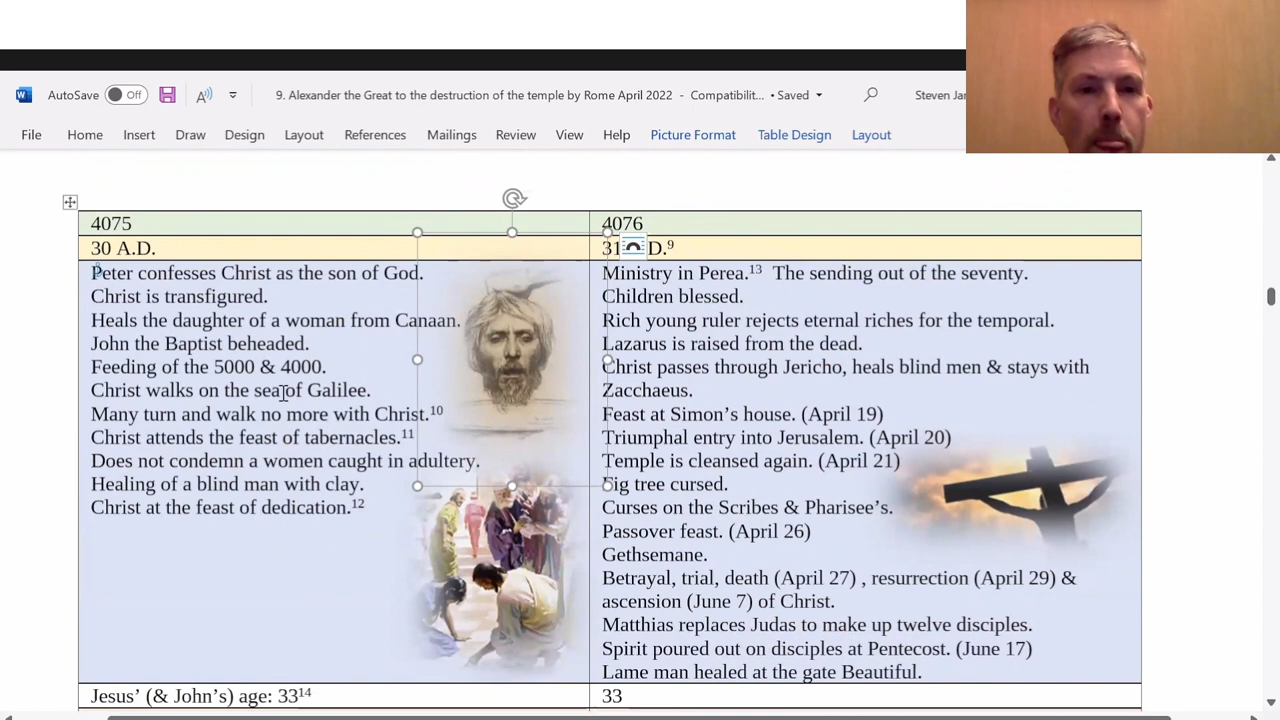 AutoSave Off 9. Alexander the Great to the destruction of the temple by Rome April 2022 - Compatibilit... • Saved Steven Jar
File Home Insert Draw Design Layout References Mailings Review View Help Picture Format Table Design Layout
4075
30 A.D.
Peter confesses Christ as the son of God.
Christ is transfigured.
Heals the daughter of a woman from Canaan.
John the Baptist beheaded.
Feeding of the 5000 & 4000.
Christ walks on the sea of Galilee.
Many turn and walk no more with Christ.¹⁰
Christ attends the feast of tabernacles.¹¹
Does not condemn a women caught in adultery.
Healing of a blind man with clay.
Christ at the feast of dedication.¹²
Jesus’ (& John’s) age: 33¹⁴
4076
31 D.⁹
Ministry in Perea.¹³ The sending out of the seventy.
Children blessed.
Rich young ruler rejects eternal riches for the temporal.
Lazarus is raised from the dead.
Christ passes through Jericho, heals blind men & stays with
Zacchaeus.
Feast at Simon’s house. (April 19)
Triumphal entry into Jerusalem. (April 20)
Temple is cleansed again. (April 21)
Fig tree cursed.
Curses on the Scribes & Pharisee’s.
Passover feast. (April 26)
Gethsemane.
Betrayal, trial, death (April 27) , resurrection (April 29) &
ascension (June 7) of Christ.
Matthias replaces Judas to make up twelve disciples.
Spirit poured out on disciples at Pentecost. (June 17)
Lame man healed at the gate Beautiful.
33